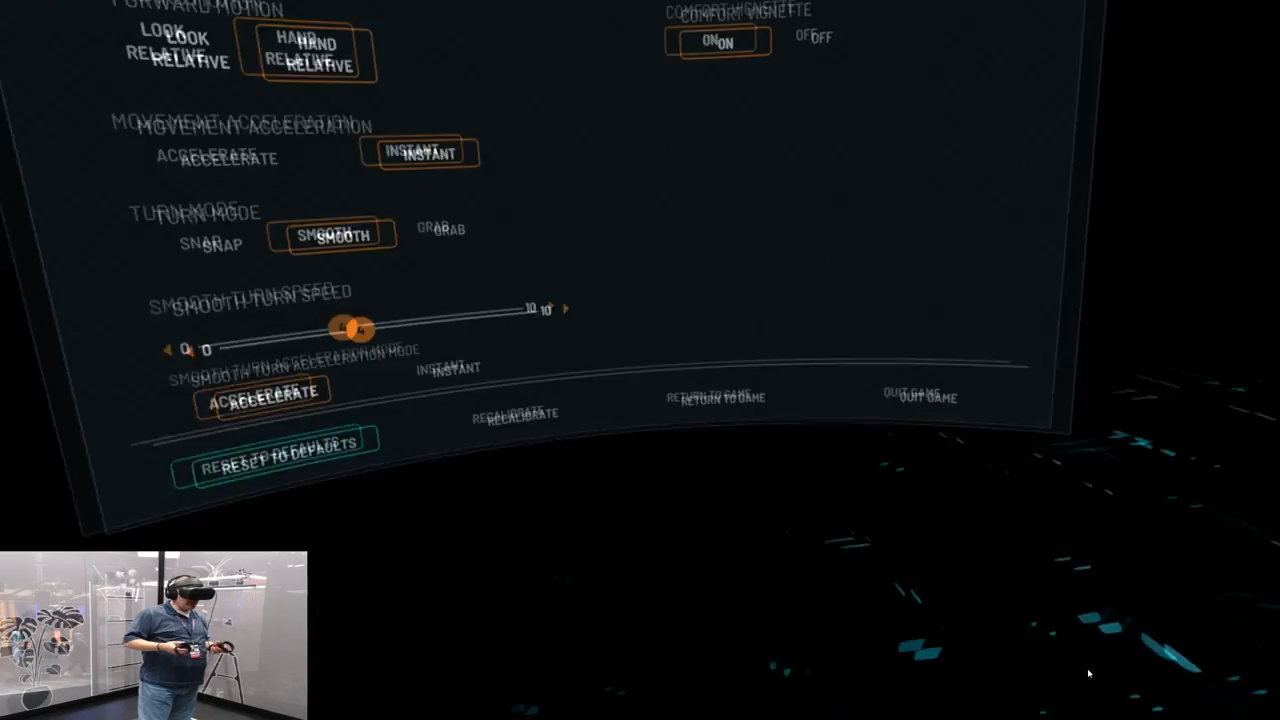 FORWARD MOTION
LOOK RELATIVE
HAND RELATIVE
COMFORT VIGNETTE
ON OFF
MOVEMENT ACCELERATION
ACCELERATE INSTANT
TURN MODE
SNAP SMOOTH GRAB
SMOOTH TURN SPEED
0 4 10
SMOOTH TURN ACCELERATION MODE
ACCELERATE INSTANT
RESET TO DEFAULTS RECALIBRATE RETURN TO GAME QUIT GAME